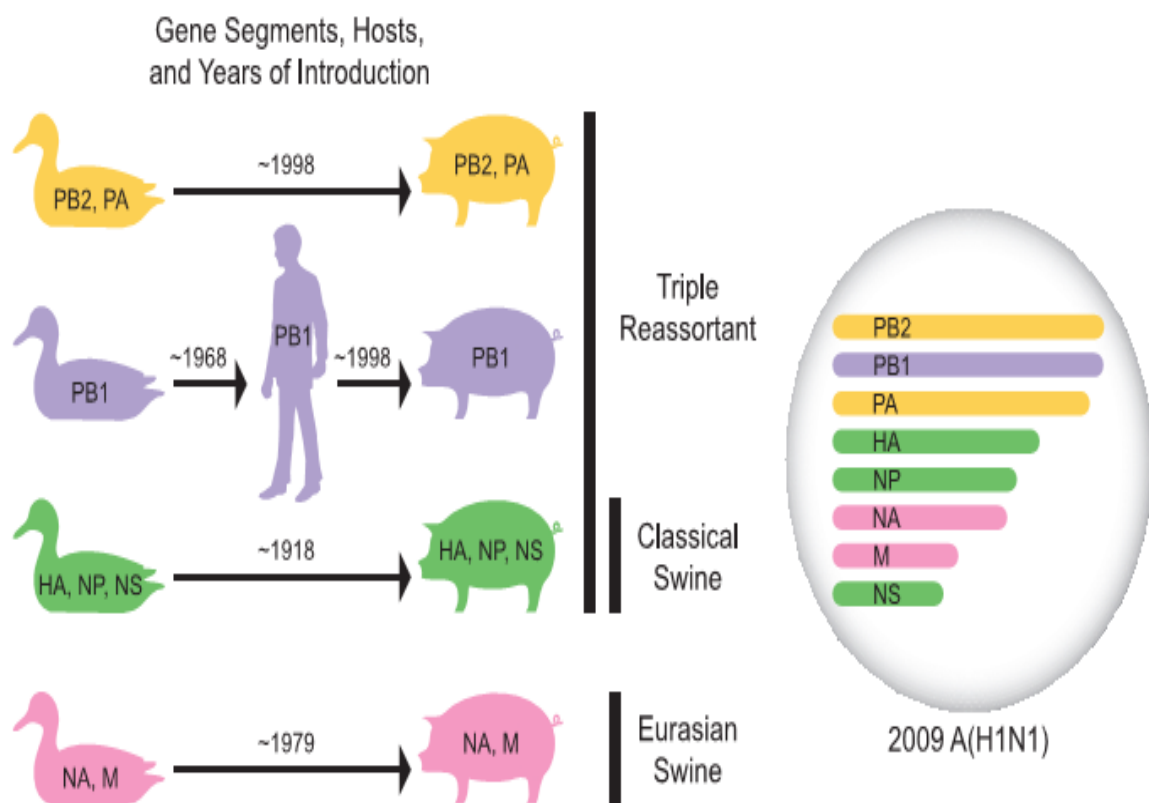 Gene Segments, Hosts,
and Years of Introduction
PB2, PA
~1998
PB2, PA
PB1
~1968
PB1
~1998
PB1
HA, NP, NS
~1918
HA, NP, NS
NA, M
~1979
NA, M
Triple
Reassortant
Classical
Swine
Eurasian
Swine
PB2
PB1
PA
HA
NP
NA
M
NS
2009 A(H1N1)